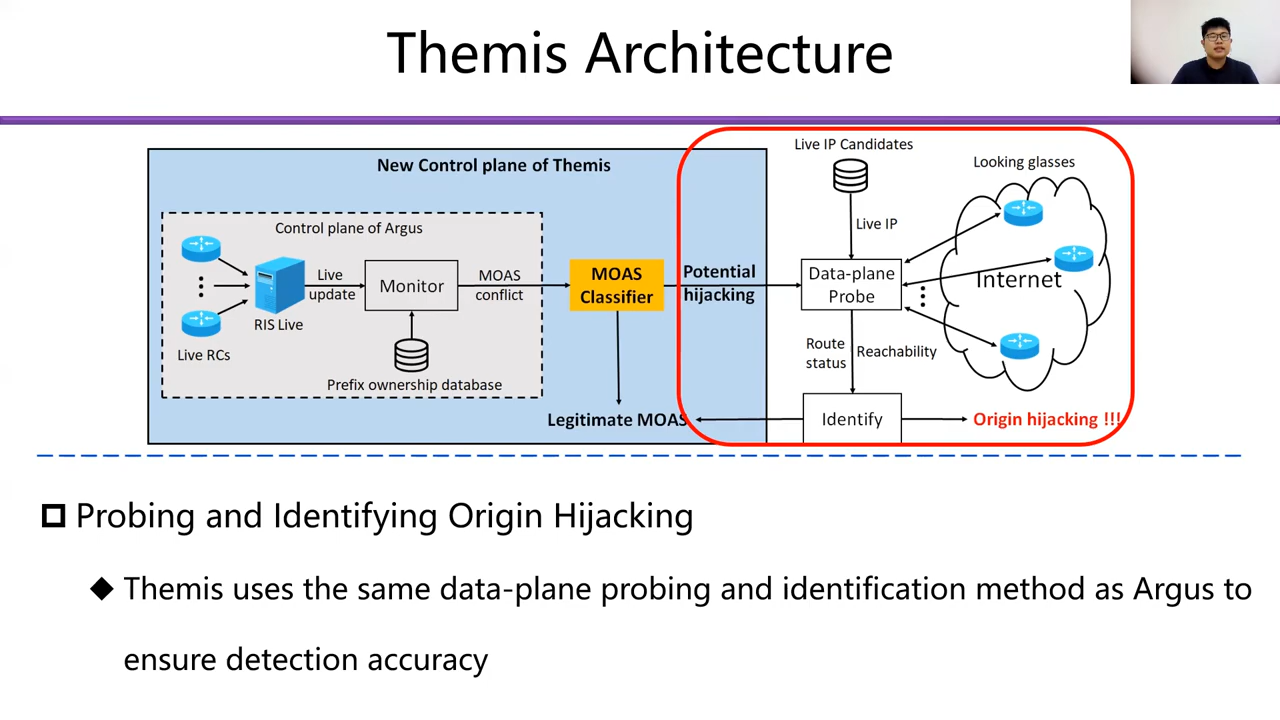 Themis Architecture
New Control plane of Themis
Control plane of Argus
Live RCs
RIS Live
Live
update
Monitor
Prefix ownership database
MOAS
conflict
MOAS
Classifier
Legitimate MOAS
Potential
hijacking
Live IP Candidates
Live IP
Data-plane
Probe
Looking glasses
Internet
Route
status
Reachability
Identify
Origin hijacking !!!
Probing and Identifying Origin Hijacking
Themis uses the same data-plane probing and identification method as Argus to
ensure detection accuracy